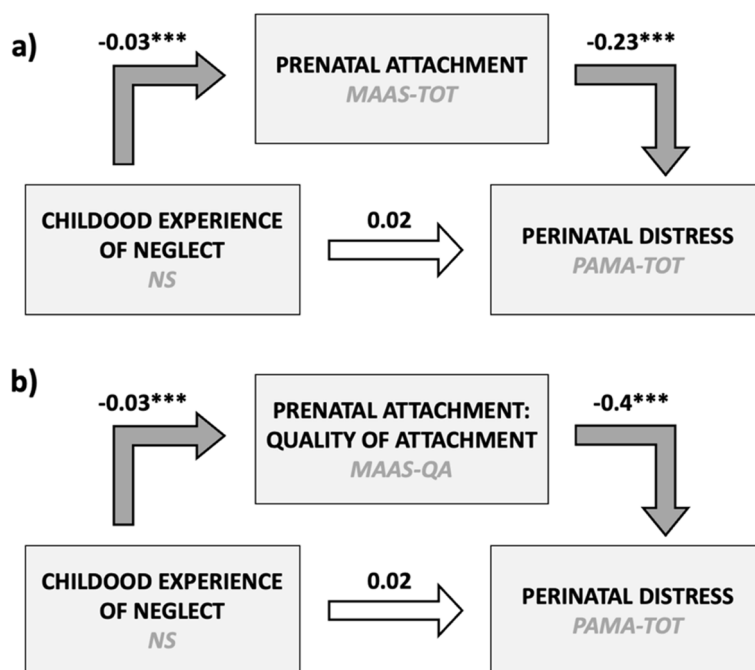 a)
-0.03***
-0.23***
PRENATAL ATTACHMENT
MAAS-TOT
CHILDOOD EXPERIENCE
OF NEGLECT
NS
0.02
PERINATAL DISTRESS
PAMA-TOT
b)
-0.03***
-0.4***
PRENATAL ATTACHMENT:
QUALITY OF ATTACHMENT
MAAS-QA
CHILDOOD EXPERIENCE
OF NEGLECT
NS
0.02
PERINATAL DISTRESS
PAMA-TOT